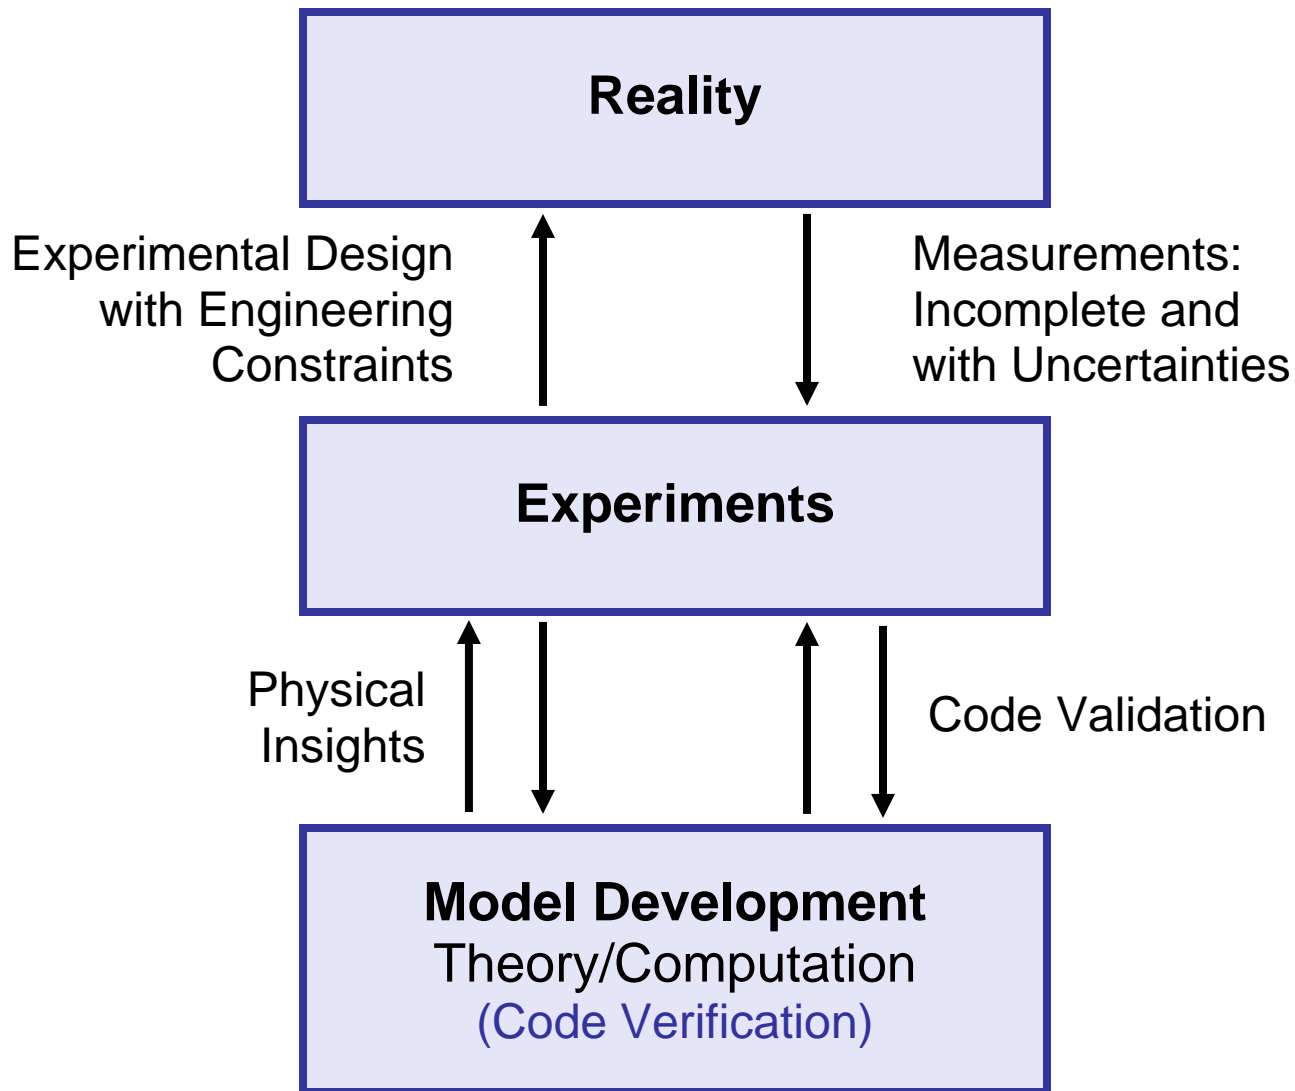 Reality
Experimental Design
with Engineering
Constraints
Measurements:
Incomplete and
with Uncertainties
Experiments
Physical
Insights
Code Validation
Model Development
Theory/Computation
(Code Verification)